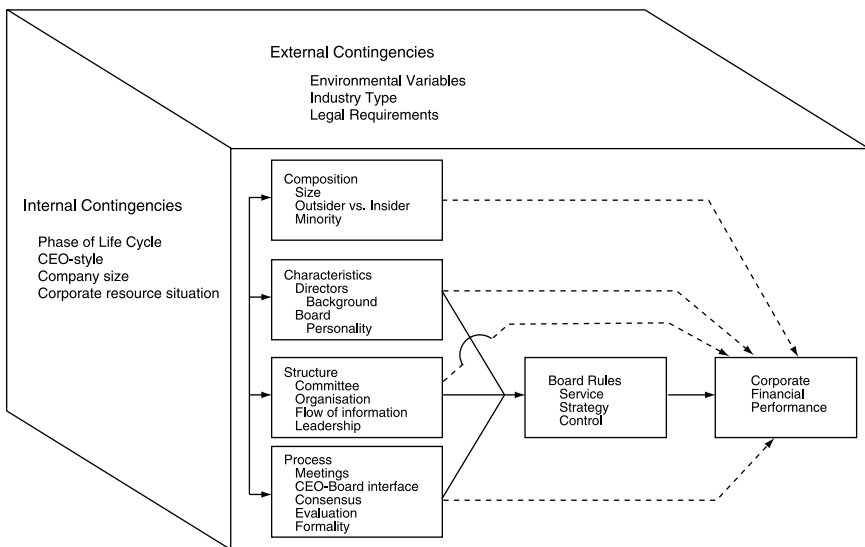 External Contingencies
Environmental Variables
Industry Type
Legal Requirements
Internal Contingencies
Phase of Life Cycle
CEO-style
Company size
Corporate resource situation
Composition
Size
Outsider vs. Insider
Minority
Characteristics
Directors
Background
Board
Personality
Structure
Committee
Organisation
Flow of information
Leadership
Process
Meetings
CEO-Board interface
Consensus
Evaluation
Formality
Board Rules
Service
Strategy
Control
Corporate
Financial
Performance